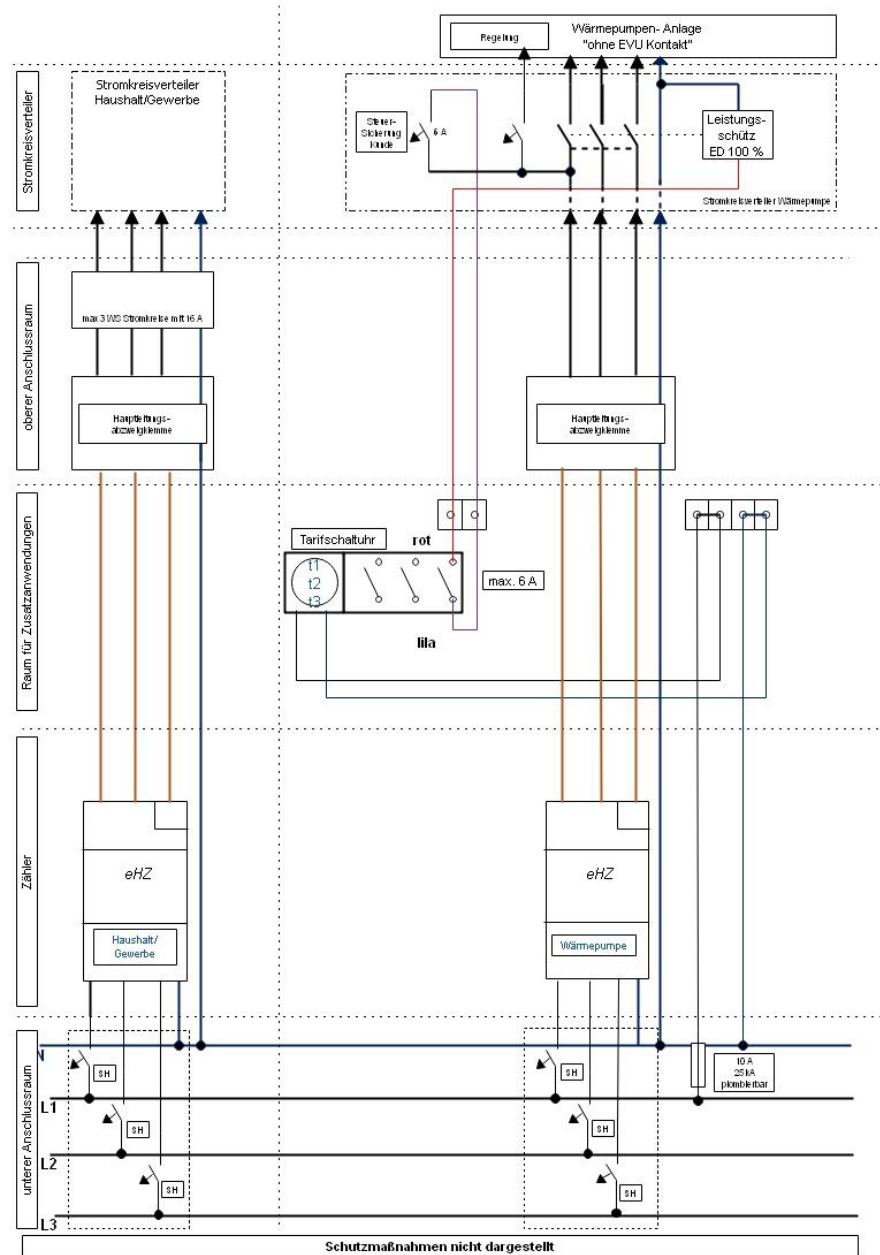 Wärmepumpen- Anlage
"ohne EVU Kontakt"
Regelung
Stromkreisverteiler
Stromkreisverteiler
Haushalt/Gewerbe
Steuer-
Sicherung
Kunde
6 A
Leistungs-
schütz
ED 100 %
Stromkreisverteiler Wärmepumpe
oberer Anschlussraum
max 3 WS Stromkreise mit 16 A
Hauptleitungs-
abzweigklemme
Hauptleitungs-
abzweigklemme
Raum für Zusatzanwendungen
Tarifschaltuhr
rot
t1
t2
t3
max. 6 A
lila
Zähler
eHZ
eHZ
Haushalt/
Gewerbe
Wärmepumpe
unterer Anschlussraum
N
SH
SH
10 A
25 kA
plombierbar
L1
SH
SH
L2
SH
SH
L3
Schutzmaßnahmen nicht dargestellt